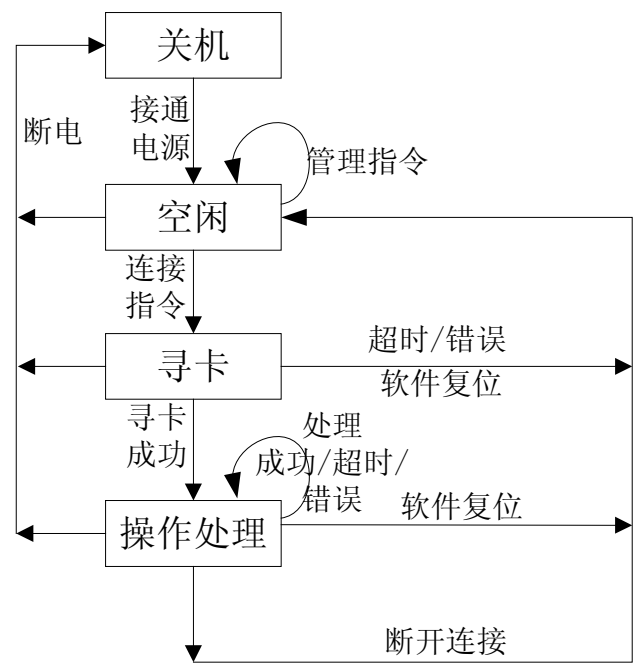 关机
接通
电源
断电
管理指令
空闲
连接
指令
超时/错误
寻卡
软件复位
寻卡
成功
处理
成功/超时/
错误
软件复位
操作处理
断开连接